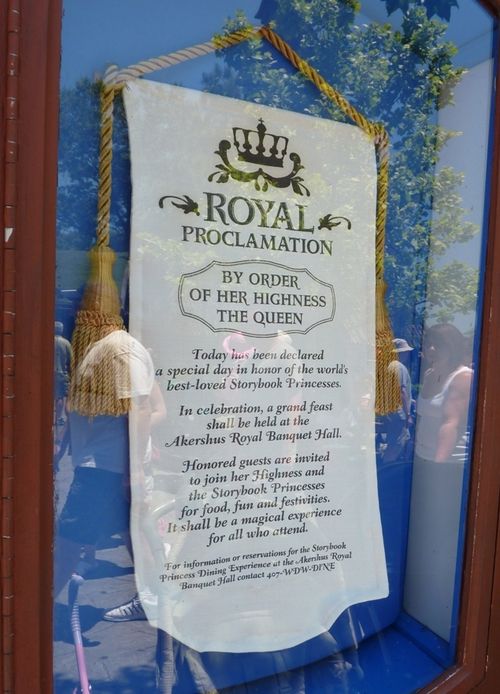 ROYAL
PROCLAMATION
BY ORDER
OF HER HIGHNESS
THE QUEEN
Today has been declared
a special day in honor of the world's
best-loved Storybook Princesses.
In celebration, a grand feast
shall be held at the
Akershus Royal Banquet Hall.
Honored guests are invited
to join her Highness and
the Storybook Princesses
for food, fun and festivities.
It shall be a magical experience
for all who attend.
For information or reservations for the Storybook
Princess Dining Experience at the Akershus Royal
Banquet Hall contact 407-WDW-DINE